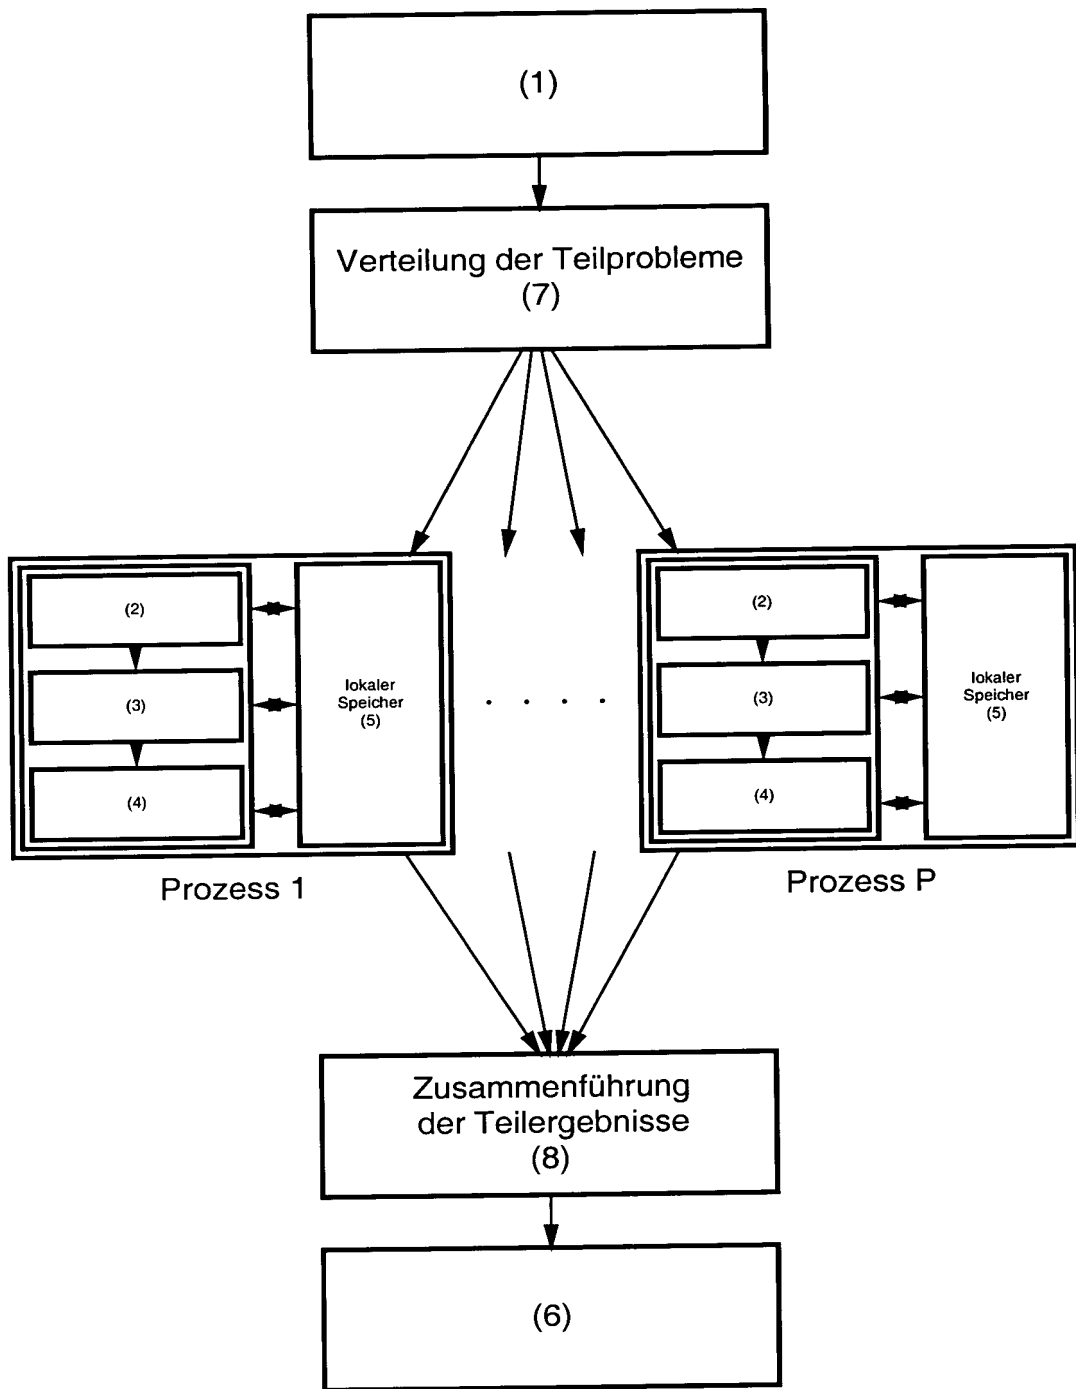 (1)
Verteilung der Teilprobleme
(7)
(2)
(3)
(4)
lokaler
Speicher
(5)
. . . .
(2)
(3)
(4)
lokaler
Speicher
(5)
Prozess 1
Prozess P
Zusammenführung
der Teilergebnisse
(8)
(6)